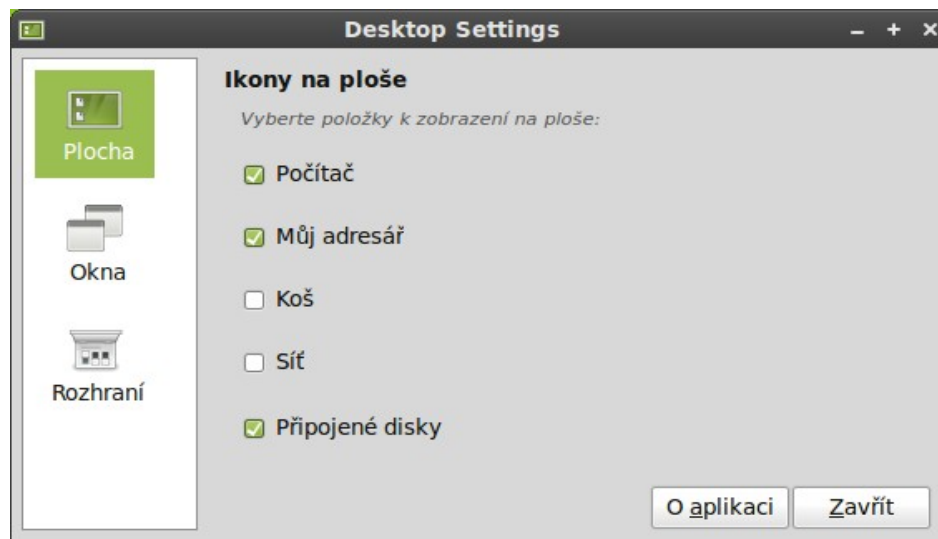 Desktop Settings
Plocha
Okna
Rozhraní
Ikony na ploše
Vyberte položky k zobrazení na ploše:
Počítač
Můj adresář
Koš
Síť
Připojené disky
O aplikaci
Zavřít